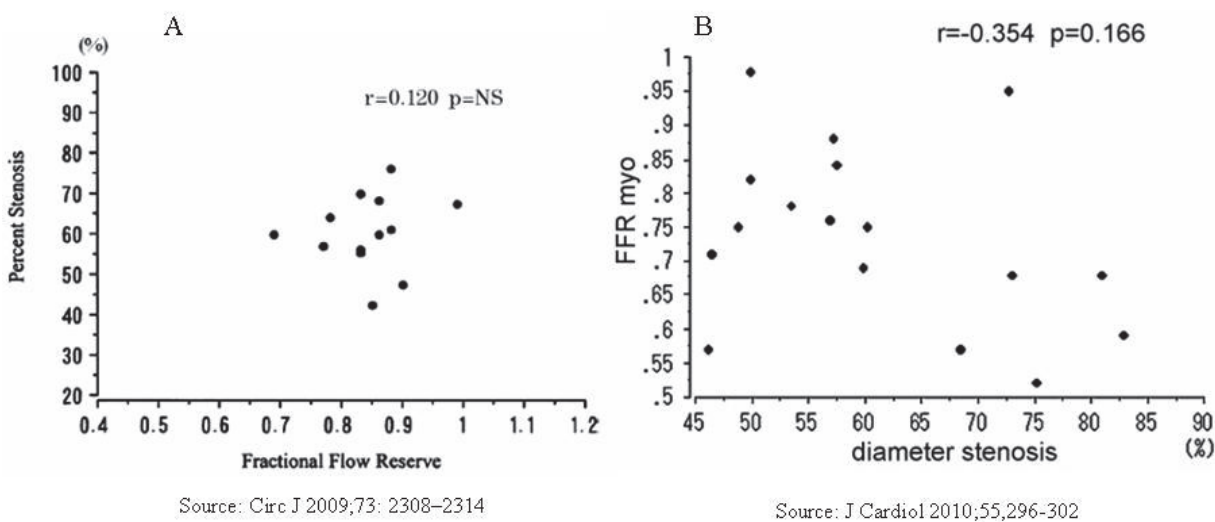 A
(%)
r=0.120 p=NS
100
90
80
70
60
50
40
30
20
Percent Stenosis
0.4 0.5 0.6 0.7 0.8 0.9 1 1.1 1.2
Fractional Flow Reserve
Source: Circ J 2009;73: 2308–2314
B
r=-0.354 p=0.166
1
.95
.9
.85
.8
.75
.7
.65
.6
.55
.5
FFR myo
45 50 55 60 65 70 75 80 85 90
diameter stenosis (%)
Source: J Cardiol 2010;55,296-302